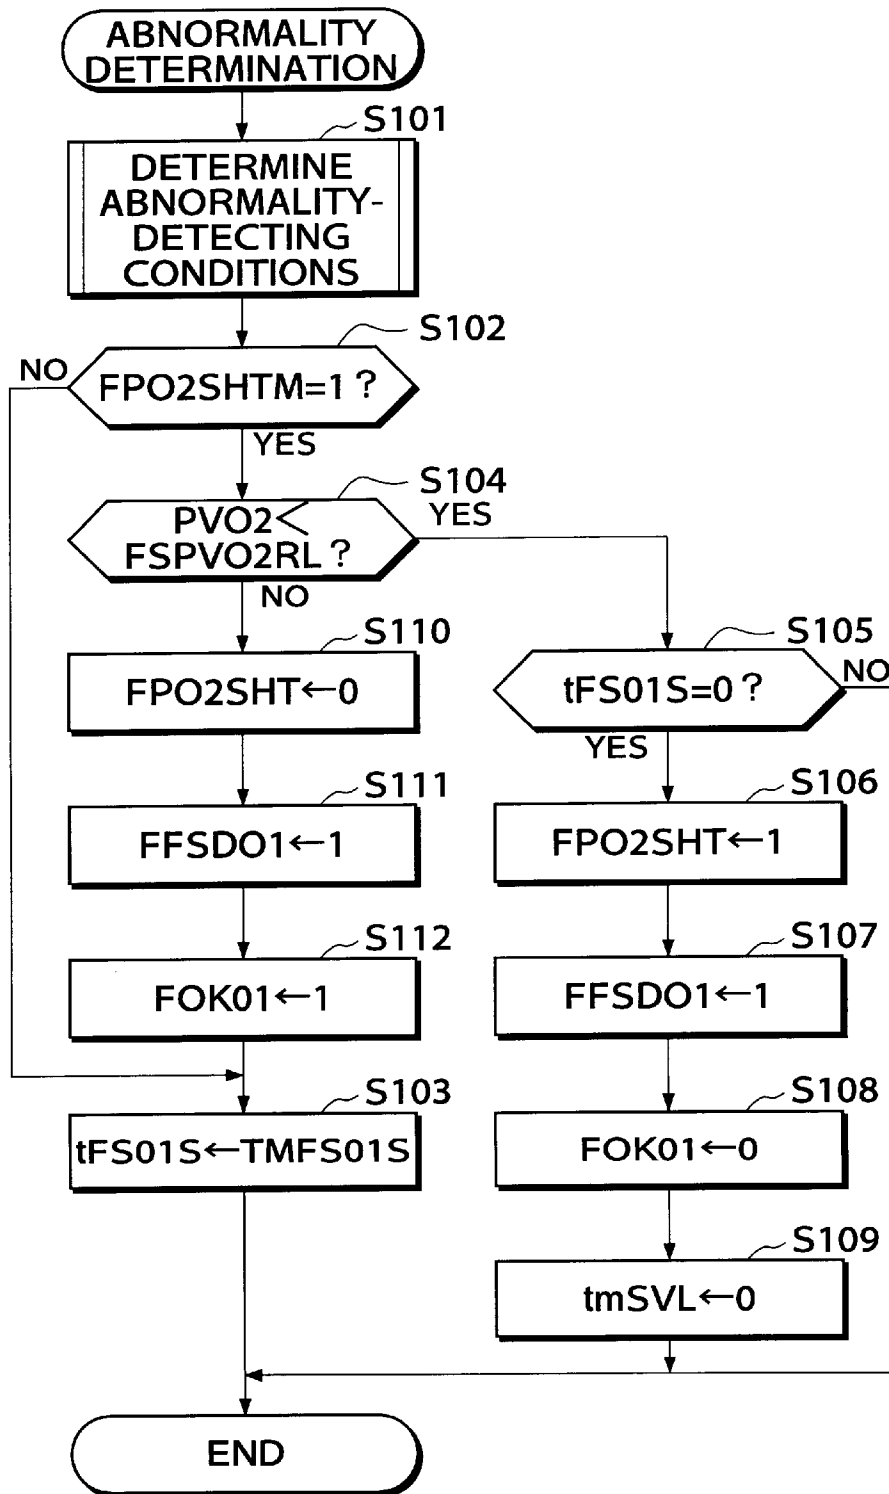 ABNORMALITY
DETERMINATION
S101
DETERMINE
ABNORMALITY-
DETECTING
CONDITIONS
S102
NO
FPO2SHTM=1?
YES
S104
PVO2<
FSPVO2RL?
YES
NO
S110
FPO2SHT←0
S105
tFS01S=0?
NO
YES
S111
FFSDO1←1
S106
FPO2SHT←1
S112
FOK01←1
S107
FFSDO1←1
S103
tFS01S←TMFS01S
S108
FOK01←0
S109
tmSVL←0
END